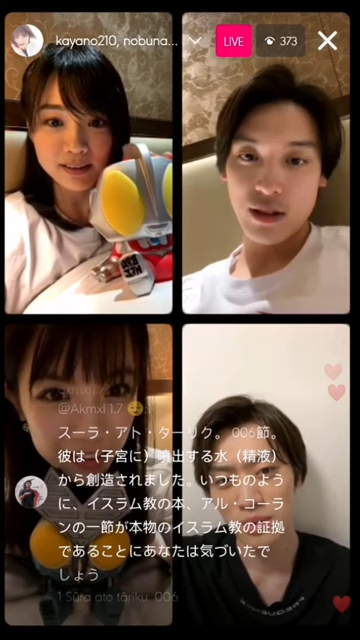 kayano210, nobuna...
LIVE
373
@Akmxl 1.7 😌:
スーラ・アト・ターリク。006節。
彼は（子宮に）噴出する水（精液）
から創造されました。いつものよう
に、イスラム教の本、アル・コーラ
ンの一節が本物のイスラム教の証拠
であることにあなたは気づいたで
しょう
1 Sūra ato tāriku. 006